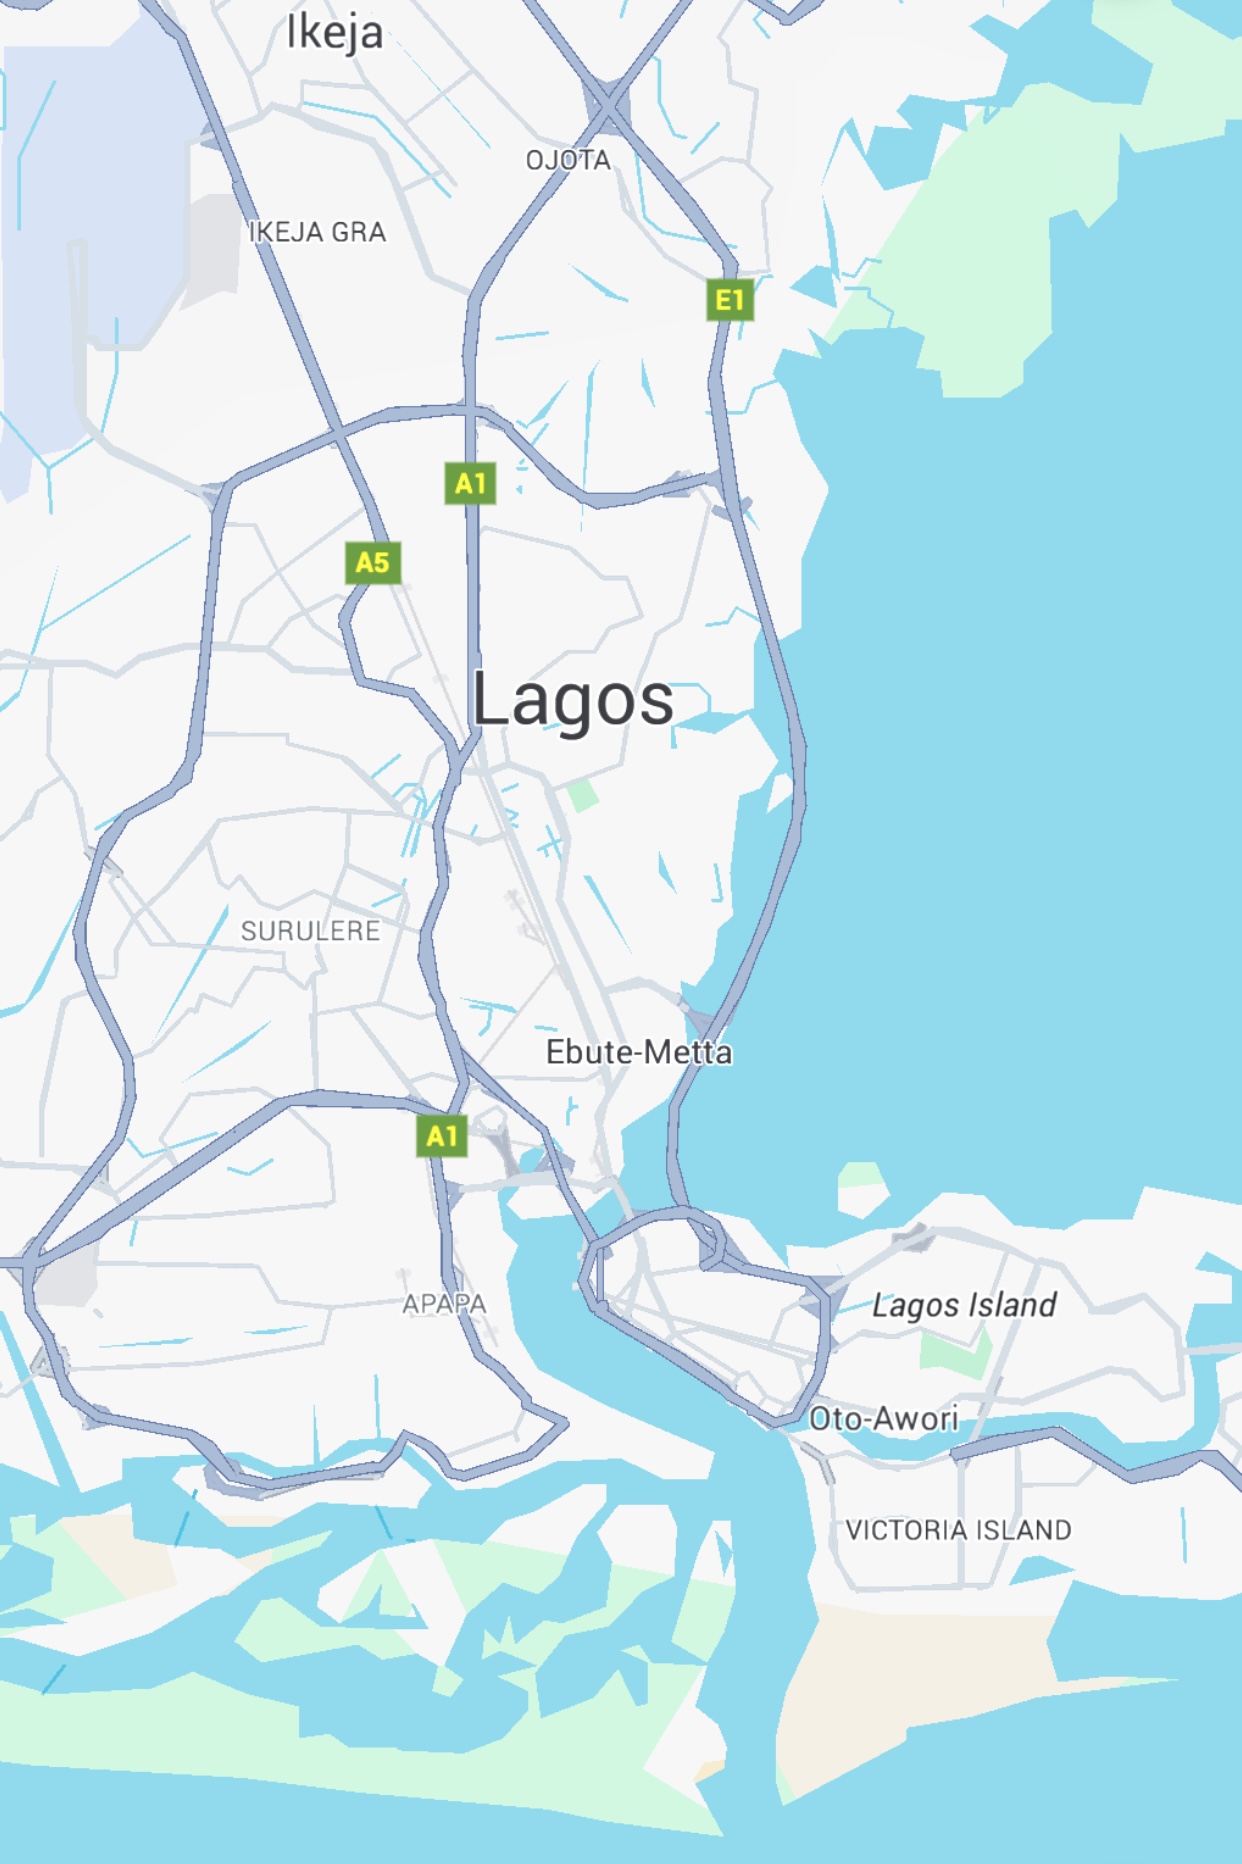 Ikeja
OJOTA
IKEJA GRA
E1
A1
A5
Lagos
SURULERE
Ebute-Metta
A1
APAPA
Lagos Island
Oto-Awori
VICTORIA ISLAND